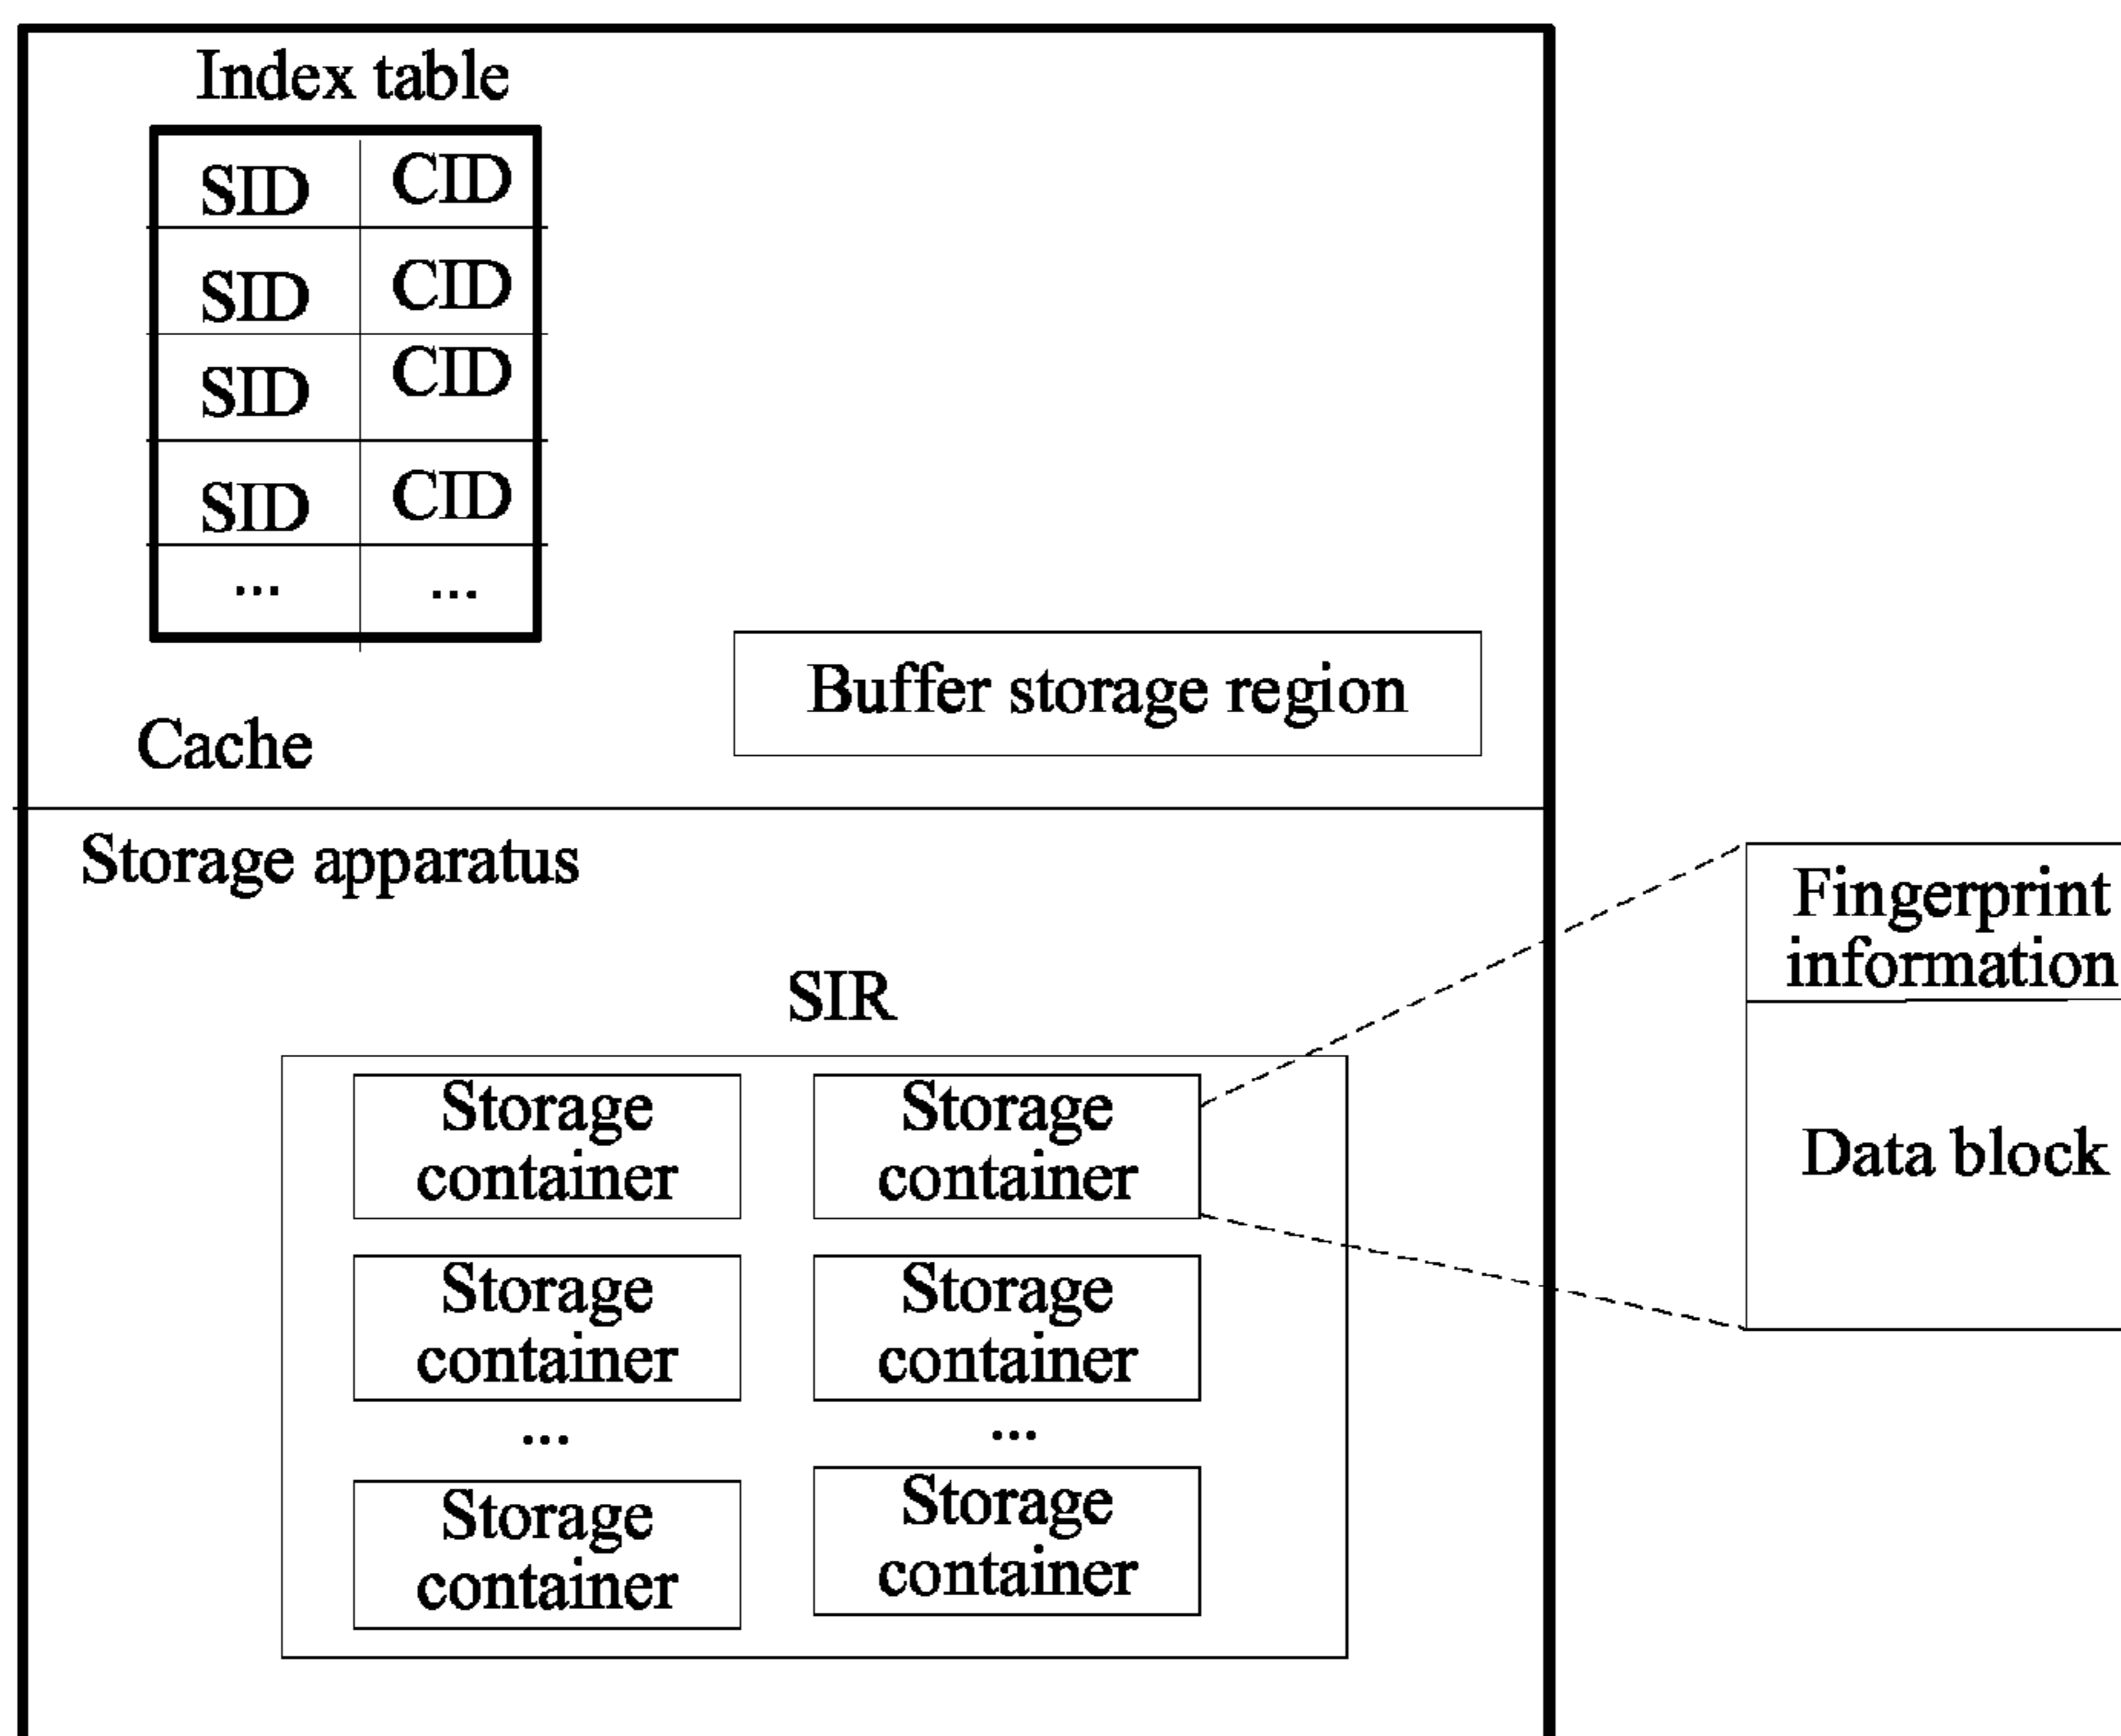 Index table
SID CID
SID CID
SID CID
SID CID
... ...
Buffer storage region
Cache
Storage apparatus
Fingerprint
information
Data block
SIR
Storage
container
Storage
container
Storage
container
Storage
container
... ...
Storage
container
Storage
container